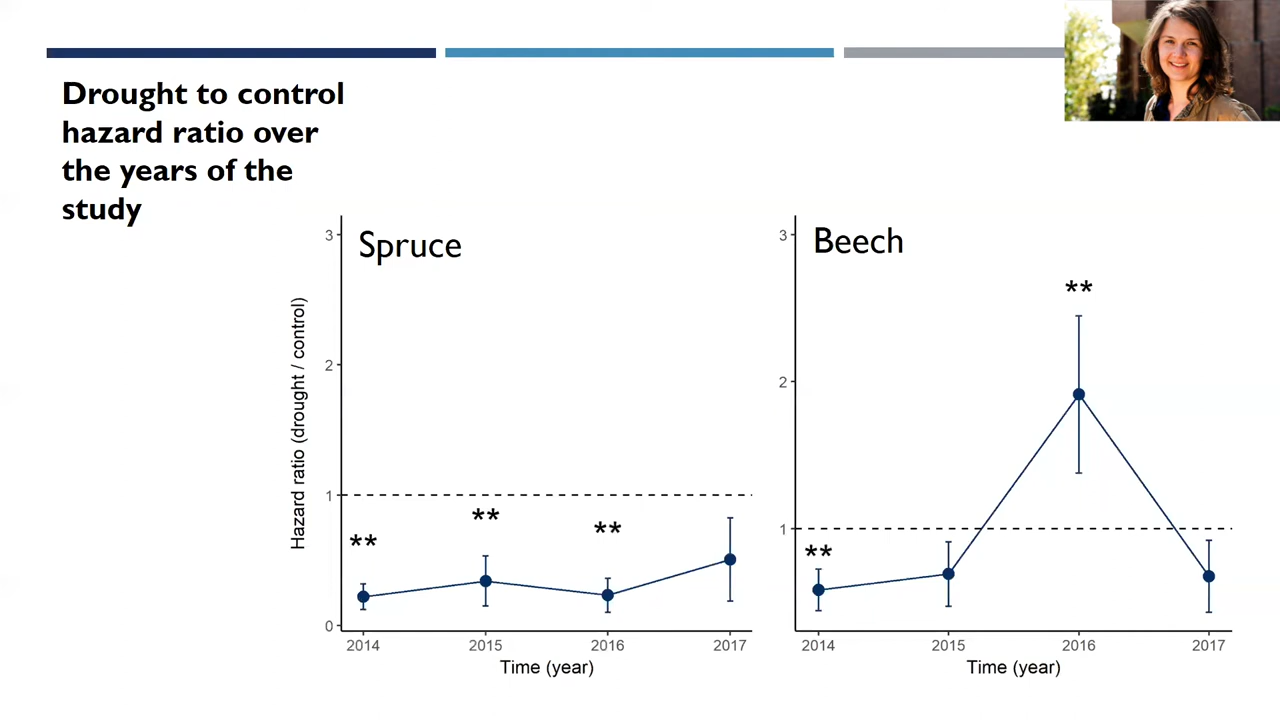 Drought to control
hazard ratio over
the years of the
study
Spruce
Hazard ratio (drought / control)
3
2
1
0
**
**
**
2014
2015
2016
2017
Time (year)
Beech
3
2
1
**
**
2014
2015
2016
2017
Time (year)